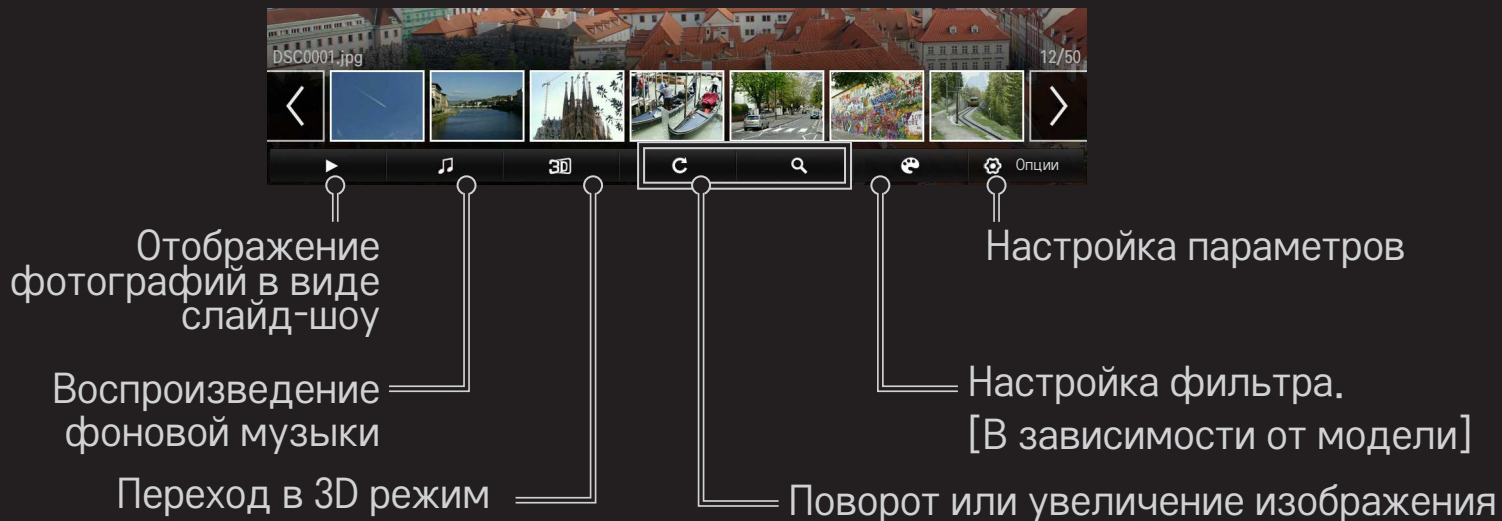 DSC0001.jpg
12/50
3D
Опции
Отображение
фотографий в виде
слайд-шоу
Настройка параметров
Воспроизведение
фоновой музыки
Настройка фильтра.
[В зависимости от модели]
Переход в 3D режим
Поворот или увеличение изображения